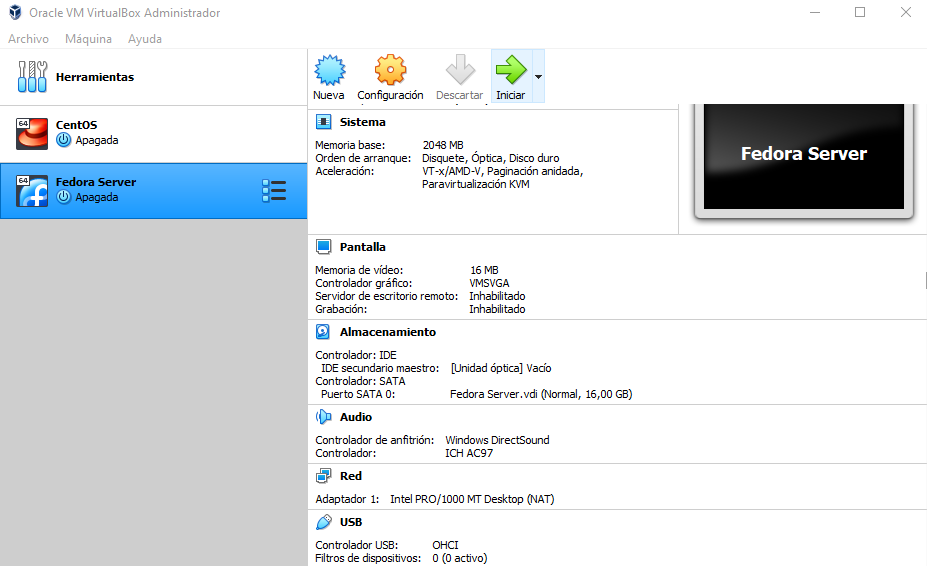 Oracle VM VirtualBox Administrador
Archivo Máquina Ayuda
Herramientas
64
CentOS
Apagada
64
Fedora Server
Apagada
Nueva Configuración Descartar Iniciar
Sistema
Memoria base: 2048 MB
Orden de arranque: Disquete, Óptica, Disco duro
Aceleración: VT-x/AMD-V, Paginación anidada,
Paravirtualización KVM
Fedora Server
Pantalla
Memoria de vídeo: 16 MB
Controlador gráfico: VMSVGA
Servidor de escritorio remoto: Inhabilitado
Grabación: Inhabilitado
Almacenamiento
Controlador: IDE
IDE secundario maestro: [Unidad óptica] Vacío
Controlador: SATA
Puerto SATA 0: Fedora Server.vdi (Normal, 16,00 GB)
Audio
Controlador de anfitrión: Windows DirectSound
Controlador: ICH AC97
Red
Adaptador 1: Intel PRO/1000 MT Desktop (NAT)
USB
Controlador USB: OHCI
Filtros de dispositivos: 0 (0 activo)